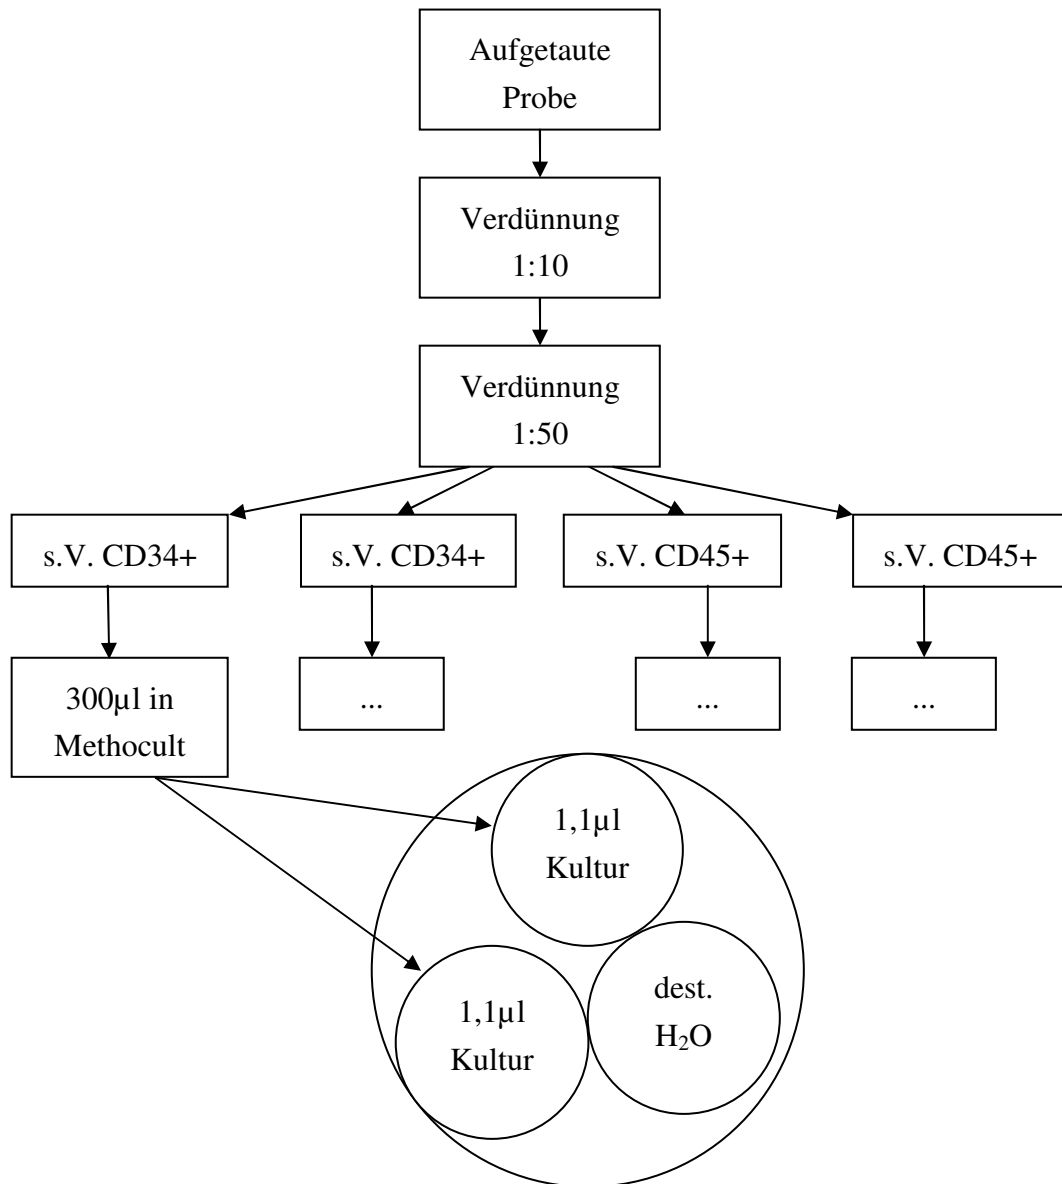 Aufgetaute
Probe
Verdünnung
1:10
Verdünnung
1:50
s.V. CD34+
s.V. CD34+
s.V. CD45+
s.V. CD45+
300µl in
Methocult
...
...
...
1,1µl
Kultur
1,1µl
Kultur
dest.
H₂O